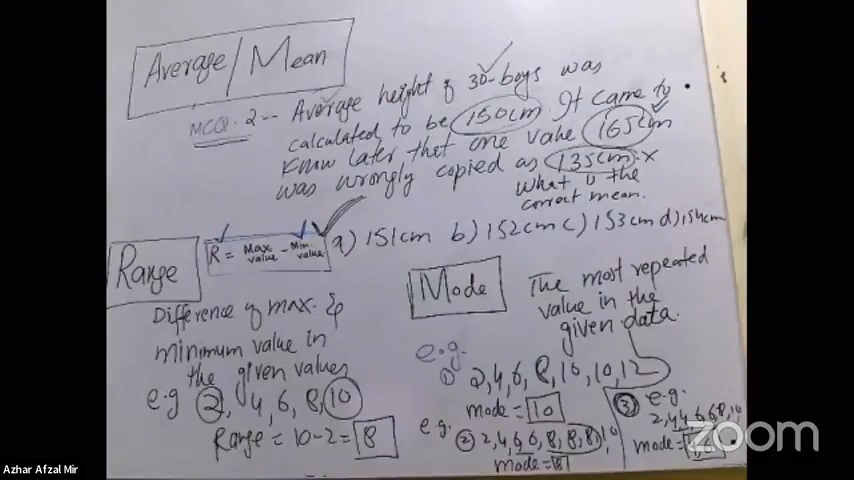 Average/Mean
MCQ. 2 -- Average height of 30-boys was
calculated to be 150cm. It came to
know later that one value 165cm
was wrongly copied as 135cm x
what is the
correct mean.
a) 151cm b) 152cm c) 153cm d) 154cm
Range
R = Max. value - Min. value
Difference of max. &
minimum value in
the given values
e.g 2, 4, 6, 8, 10
Range = 10-2 = 8
Mode
The most repeated
value in the
given data.
e.g.
① 2,4,6,8,10,10,12
mode = 10
e.g. ② 2,4,6,6,8,8,8,10
mode = 8
③ e.g.
2,4,4,6,6,8,10
mode =
zoom
Azhar Afzal Mir